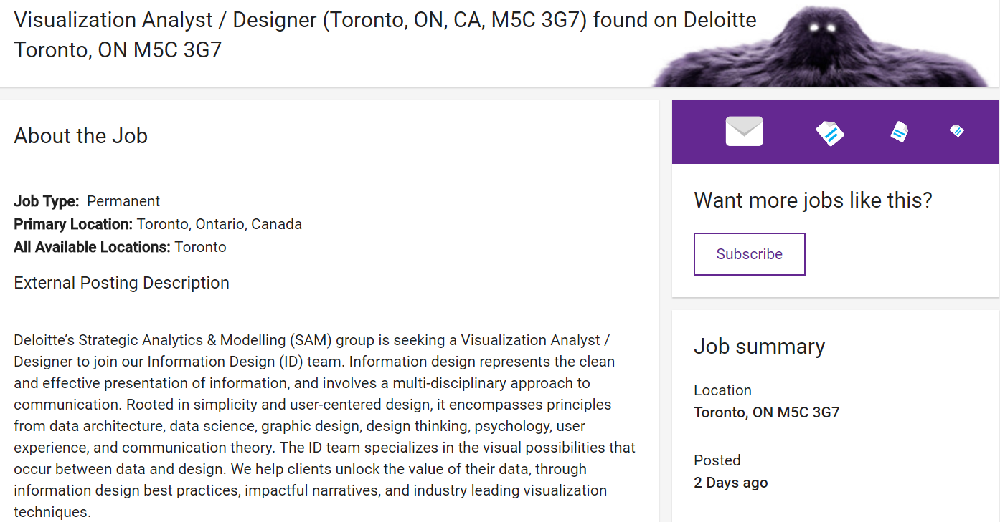 Visualization Analyst / Designer (Toronto, ON, CA, M5C 3G7) found on Deloitte
Toronto, ON M5C 3G7
About the Job
Job Type: Permanent
Primary Location: Toronto, Ontario, Canada
All Available Locations: Toronto
External Posting Description
Deloitte’s Strategic Analytics & Modelling (SAM) group is seeking a Visualization Analyst /
Designer to join our Information Design (ID) team. Information design represents the clean
and effective presentation of information, and involves a multi-disciplinary approach to
communication. Rooted in simplicity and user-centered design, it encompasses principles
from data architecture, data science, graphic design, design thinking, psychology, user
experience, and communication theory. The ID team specializes in the visual possibilities that
occur between data and design. We help clients unlock the value of their data, through
information design best practices, impactful narratives, and industry leading visualization
techniques.
Want more jobs like this?
Subscribe
Job summary
Location
Toronto, ON M5C 3G7
Posted
2 Days ago